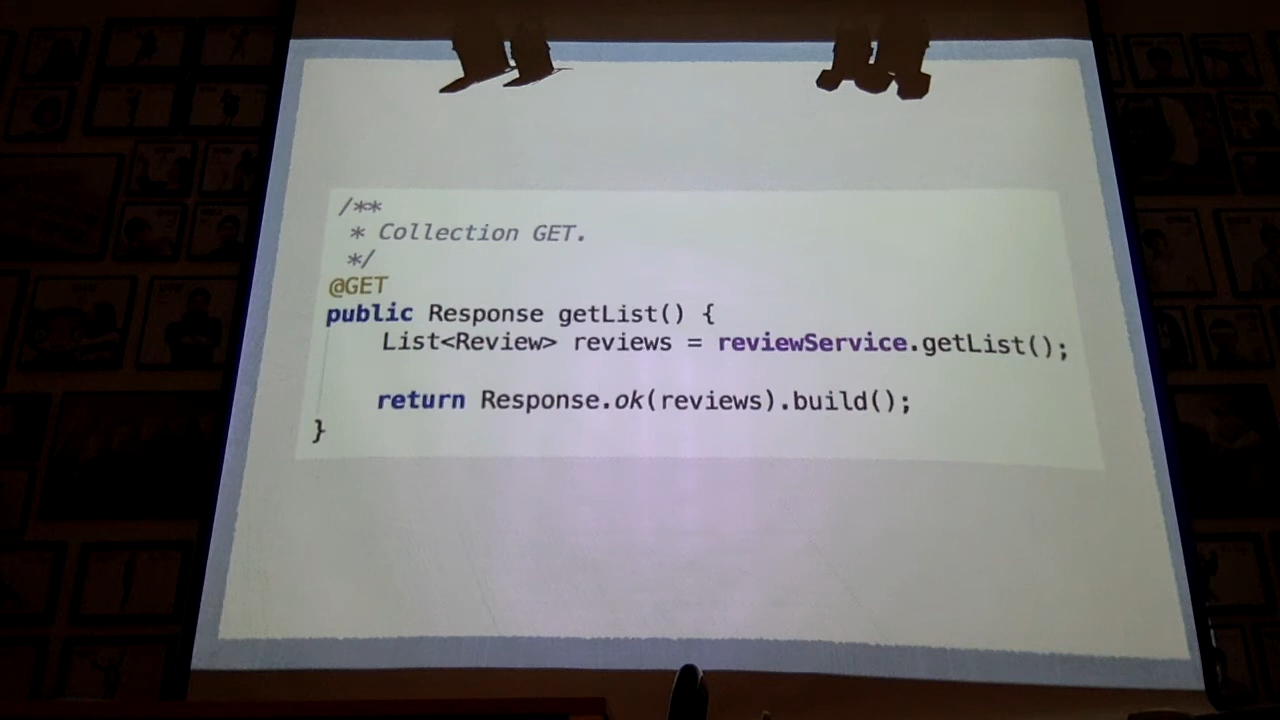 /**
* Collection GET.
*/
@GET
public Response getList() {
List<Review> reviews = reviewService.getList();
return Response.ok(reviews).build();
}